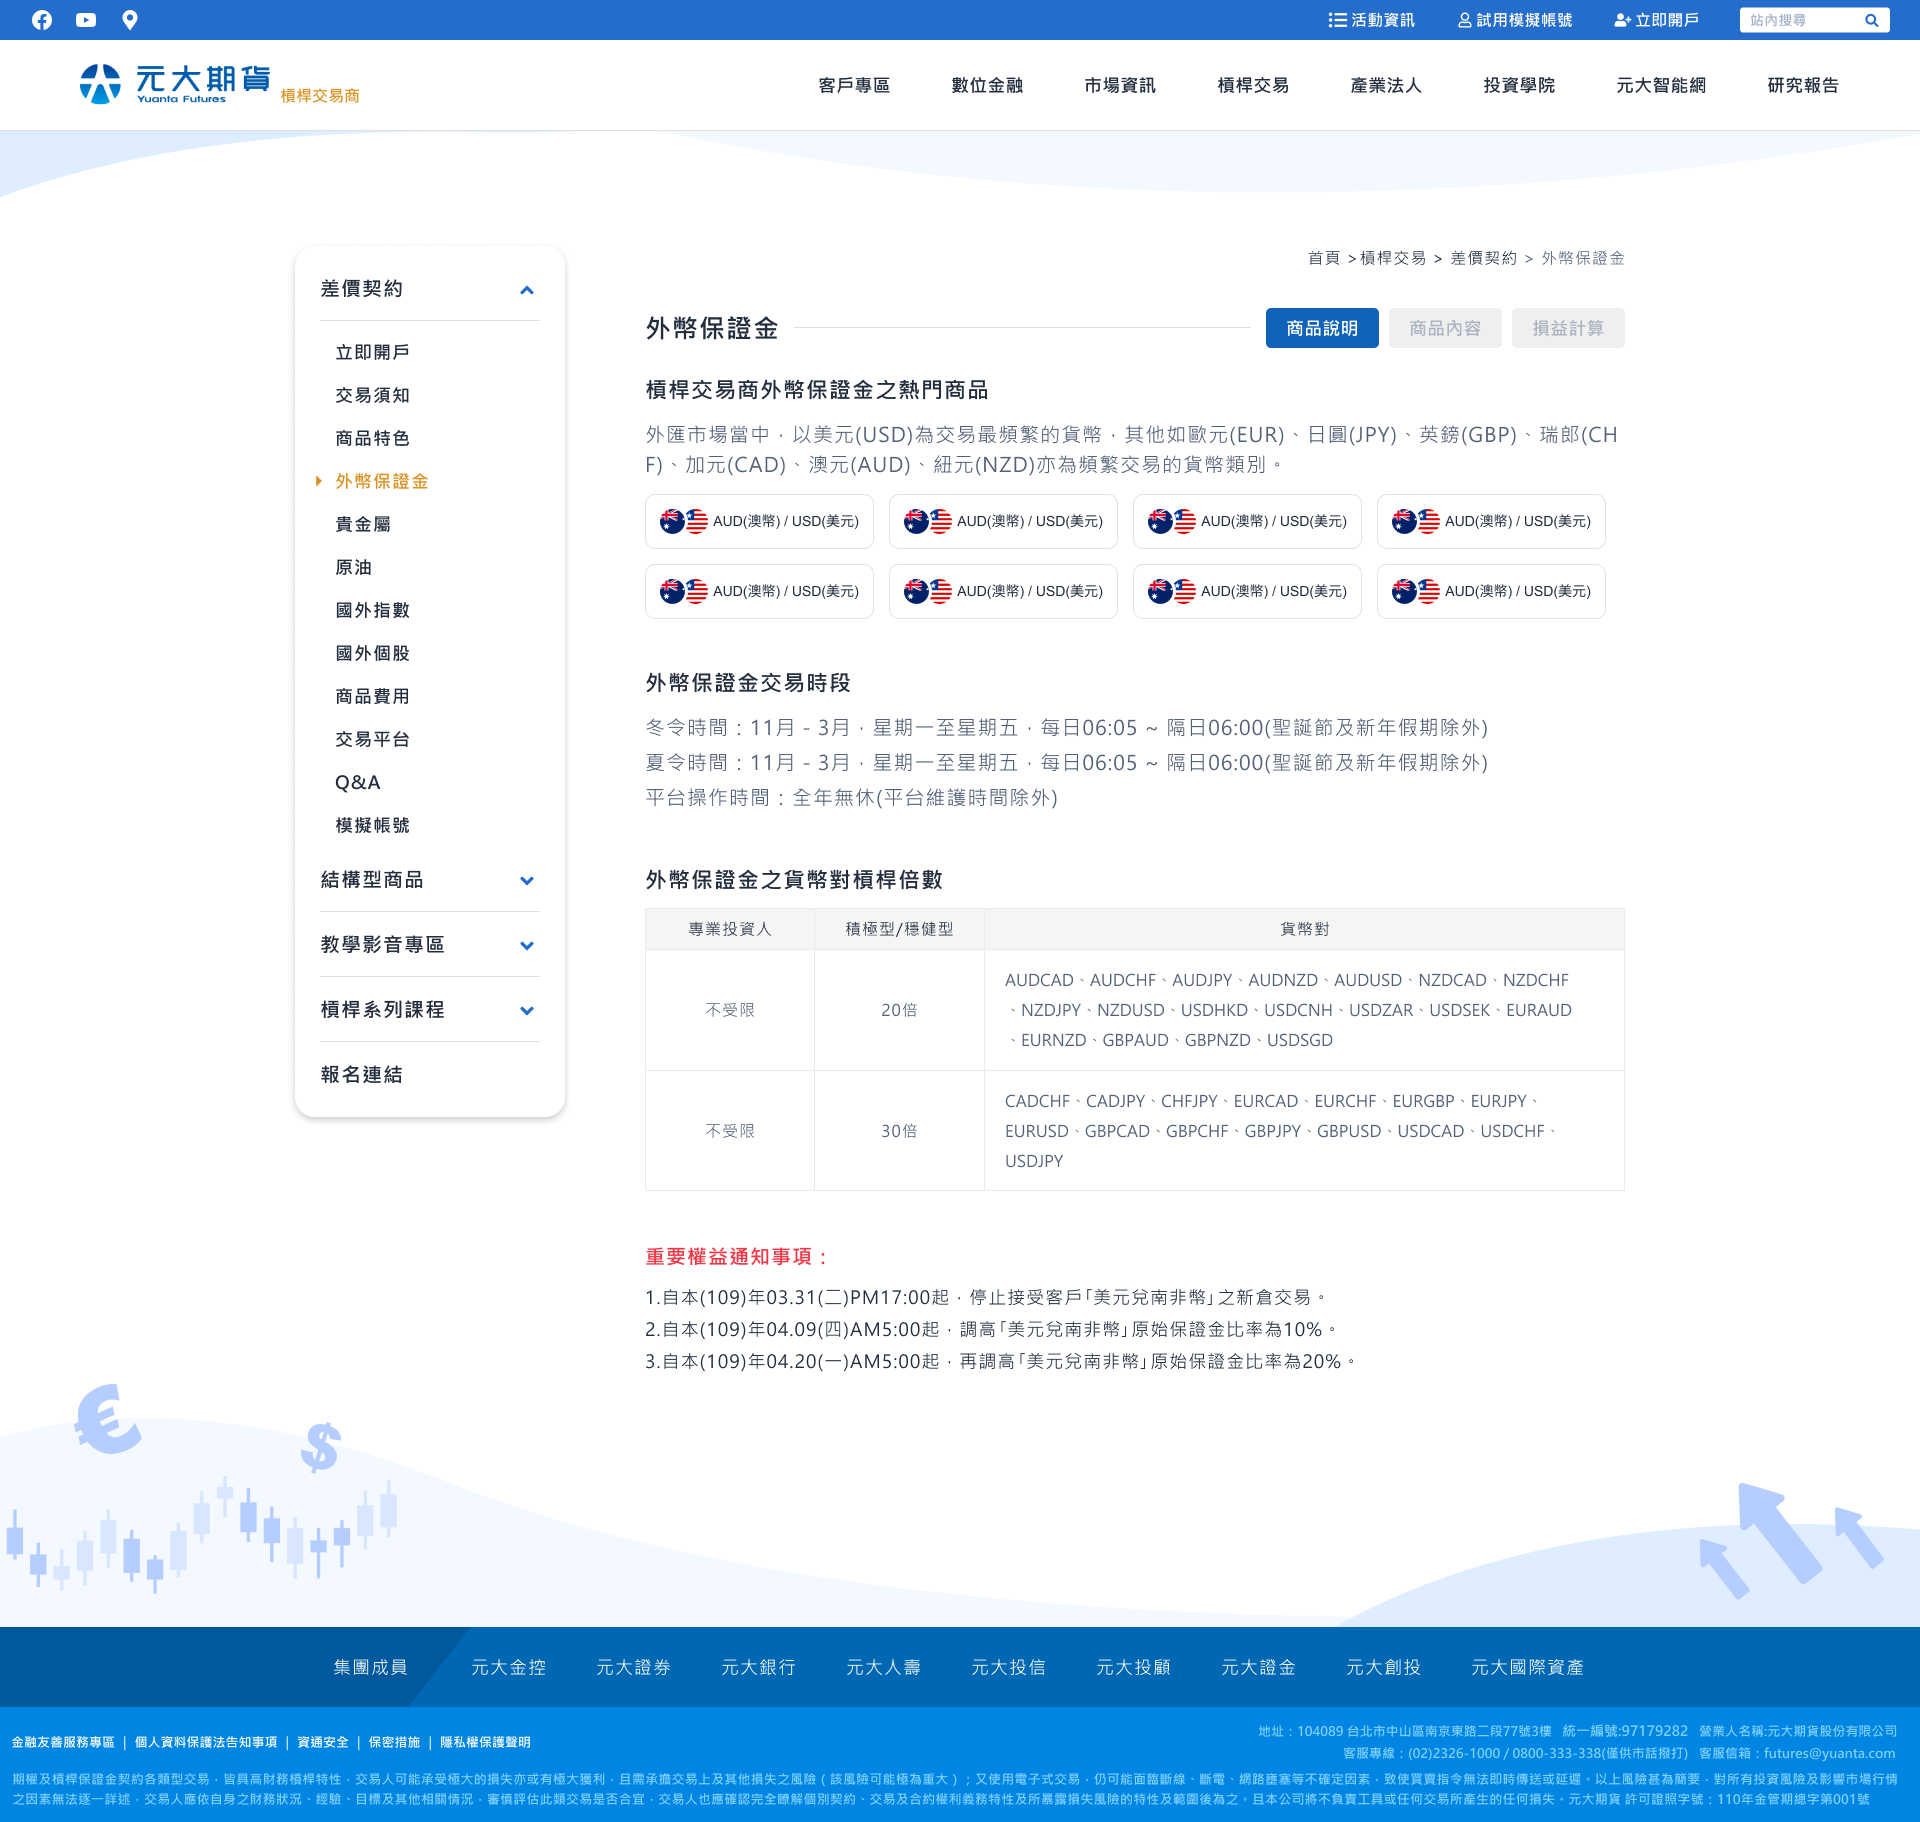 活動資訊
試用模擬帳號
立即開戶
站內搜尋
元大期貨
Yuanta Futures
槓桿交易商
客戶專區
數位金融
市場資訊
槓桿交易
產業法人
投資學院
元大智能網
研究報告
首頁 >槓桿交易 > 差價契約 > 外幣保證金
差價契約
立即開戶
交易須知
商品特色
外幣保證金
貴金屬
原油
國外指數
國外個股
商品費用
交易平台
Q&A
模擬帳號
結構型商品
教學影音專區
槓桿系列課程
報名連結
外幣保證金
商品說明
商品內容
損益計算
槓桿交易商外幣保證金之熱門商品
外匯市場當中，以美元(USD)為交易最頻繁的貨幣，其他如歐元(EUR)、日圓(JPY)、英鎊(GBP)、瑞郎(CH
F)、加元(CAD)、澳元(AUD)、紐元(NZD)亦為頻繁交易的貨幣類別。
AUD(澳幣) / USD(美元)
AUD(澳幣) / USD(美元)
AUD(澳幣) / USD(美元)
AUD(澳幣) / USD(美元)
AUD(澳幣) / USD(美元)
AUD(澳幣) / USD(美元)
AUD(澳幣) / USD(美元)
AUD(澳幣) / USD(美元)
外幣保證金交易時段
冬令時間：11月 - 3月，星期一至星期五，每日06:05 ~ 隔日06:00(聖誕節及新年假期除外)
夏令時間：11月 - 3月，星期一至星期五，每日06:05 ~ 隔日06:00(聖誕節及新年假期除外)
平台操作時間：全年無休(平台維護時間除外)
外幣保證金之貨幣對槓桿倍數
專業投資人
積極型/穩健型
貨幣對
不受限
20倍
AUDCAD、AUDCHF、AUDJPY、AUDNZD、AUDUSD、NZDCAD、NZDCHF
、NZDJPY、NZDUSD、USDHKD、USDCNH、USDZAR、USDSEK、EURAUD
、EURNZD、GBPAUD、GBPNZD、USDSGD
不受限
30倍
CADCHF、CADJPY、CHFJPY、EURCAD、EURCHF、EURGBP、EURJPY、
EURUSD、GBPCAD、GBPCHF、GBPJPY、GBPUSD、USDCAD、USDCHF、
USDJPY
重要權益通知事項：
1.自本(109)年03.31(二)PM17:00起，停止接受客戶「美元兌南非幣」之新倉交易。
2.自本(109)年04.09(四)AM5:00起，調高「美元兌南非幣」原始保證金比率為10%。
3.自本(109)年04.20(一)AM5:00起，再調高「美元兌南非幣」原始保證金比率為20%。
集團成員
元大金控
元大證券
元大銀行
元大人壽
元大投信
元大投顧
元大證金
元大創投
元大國際資產
金融友善服務專區 | 個人資料保護法告知事項 | 資通安全 | 保密措施 | 隱私權保護聲明
地址：104089 台北市中山區南京東路二段77號3樓 統一編號:97179282 營業人名稱:元大期貨股份有限公司
客服專線：(02)2326-1000 / 0800-333-338(僅供市話撥打) 客服信箱：futures@yuanta.com
期權及槓桿保證金契約各類型交易，皆具高財務槓桿特性，交易人可能承受極大的損失亦或有極大獲利，且需承擔交易上及其他損失之風險（該風險可能極為重大）；又使用電子式交易，仍可能面臨斷線、斷電、網路壅塞等不確定因素，致使買賣指令無法即時傳送或延遲。以上風險甚為簡要，對所有投資風險及影響市場行情
之因素無法逐一詳述，交易人應依自身之財務狀況、經驗、目標及其他相關情況，審慎評估此類交易是否合宜，交易人也應確認完全瞭解個別契約、交易及合約權利義務特性及所暴露損失風險的特性及範圍後為之。且本公司將不負責工具或任何交易所產生的任何損失。元大期貨 許可證照字號：110年金管期總字第001號